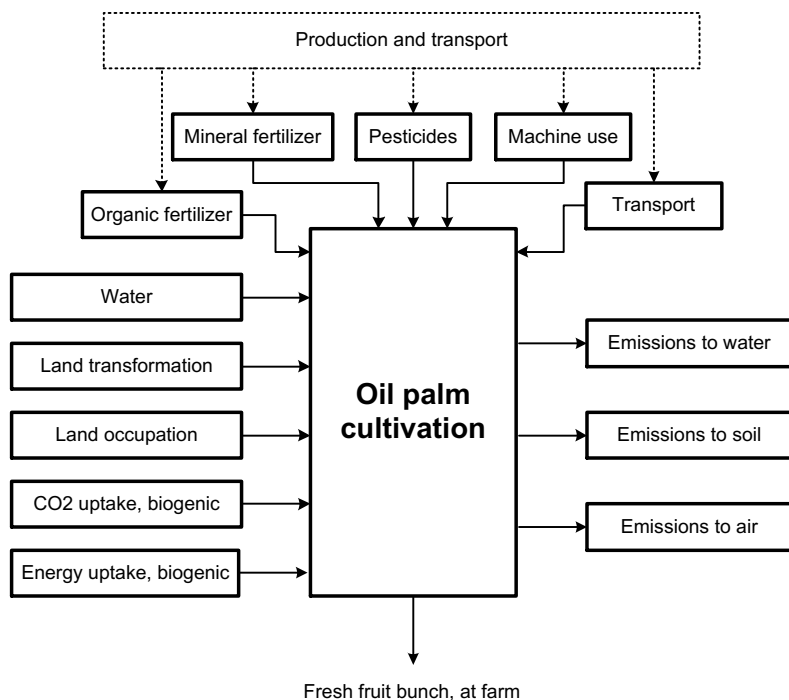 Production and transport
Mineral fertilizer
Pesticides
Machine use
Organic fertilizer
Transport
Water
Land transformation
Land occupation
CO2 uptake, biogenic
Energy uptake, biogenic
Oil palm
cultivation
Emissions to water
Emissions to soil
Emissions to air
Fresh fruit bunch, at farm